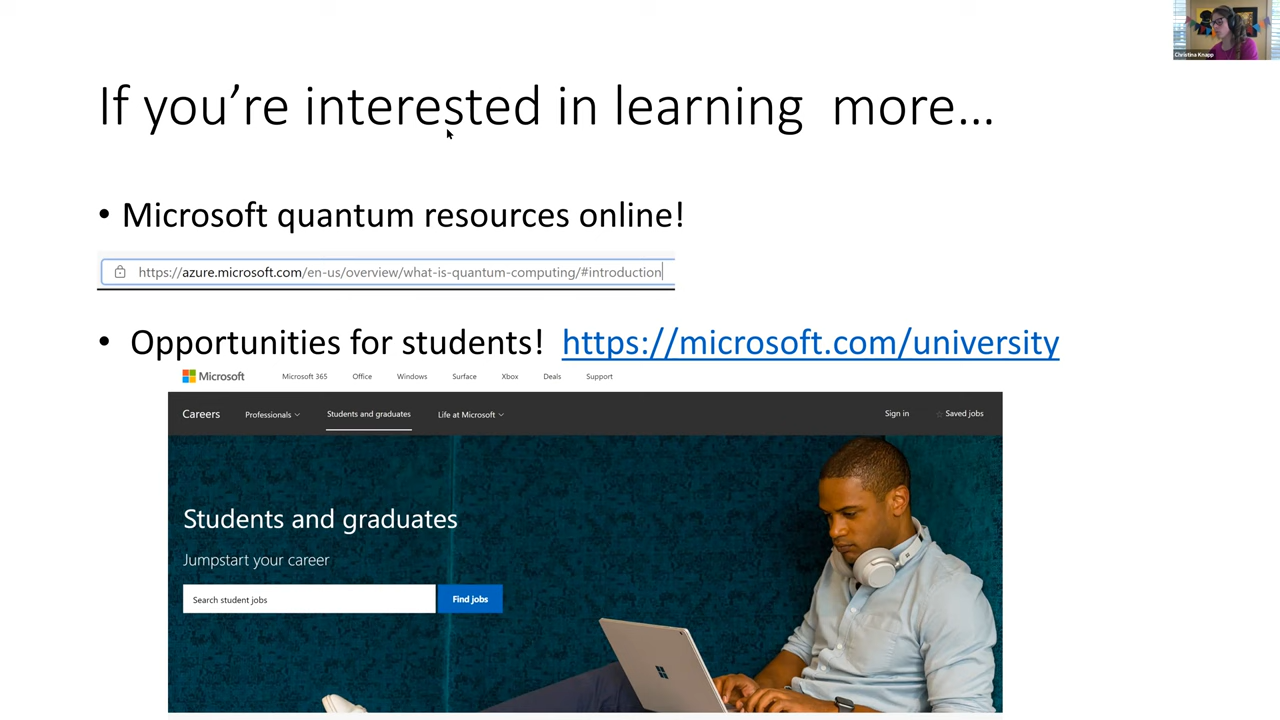 Christina Knapp
If you're interested in learning  more...
• Microsoft quantum resources online!
https://azure.microsoft.com/en-us/overview/what-is-quantum-computing/#introduction
• Opportunities for students!  https://microsoft.com/university
Microsoft Microsoft 365 Office Windows Surface Xbox Deals Support
Careers Professionals Students and graduates Life at Microsoft Sign in Saved jobs
Students and graduates
Jumpstart your career
Search student jobs Find jobs